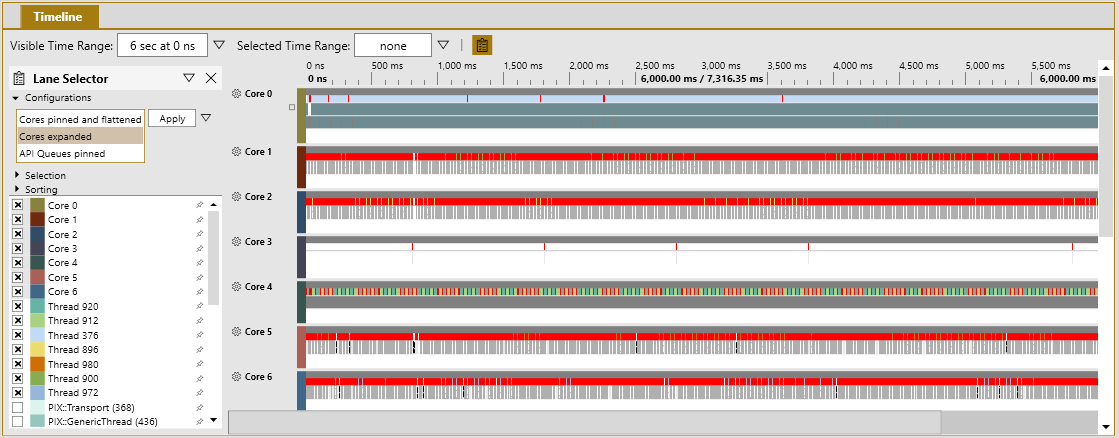 Timeline
Visible Time Range: 6 sec at 0 ns Selected Time Range: none
Lane Selector
Configurations
Cores pinned and flattened Apply
Cores expanded
API Queues pinned
Selection
Sorting
Core 0
Core 1
Core 2
Core 3
Core 4
Core 5
Core 6
Thread 920
Thread 912
Thread 376
Thread 896
Thread 980
Thread 900
Thread 972
PIX::Transport (368)
PIX::GenericThread (436)
0 ns 500 ms 1,000 ms 1,500 ms 2,000 ms 2,500 ms 3,000 ms 3,500 ms 4,000 ms 4,500 ms 5,000 ms 5,500 ms
0 ns 6,000.00 ms / 7,316.35 ms 6,000.00 ms
Core 0
Core 1
Core 2
Core 3
Core 4
Core 5
Core 6